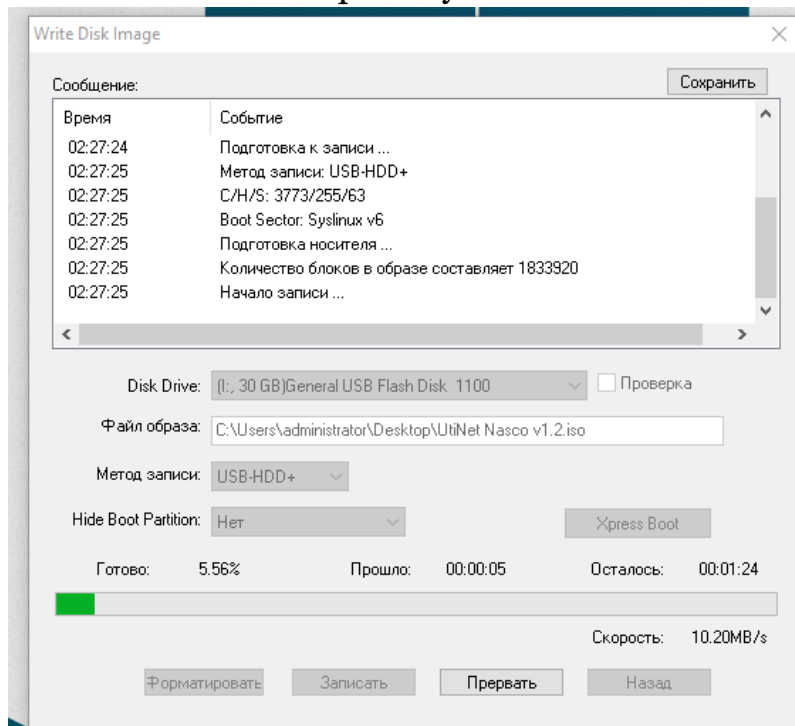 Write Disk Image
Сообщение:
Сохранить
Время Событие
02:27:24 Подготовка к записи ...
02:27:25 Метод записи: USB-HDD+
02:27:25 C/H/S: 3773/255/63
02:27:25 Boot Sector: Syslinux v6
02:27:25 Подготовка носителя ...
02:27:25 Количество блоков в образе составляет 1833920
02:27:25 Начало записи ...
Disk Drive: (I:, 30 GB)General USB Flash Disk 1100 Проверка
Файл образа: C:\Users\administrator\Desktop\UtiNet Nasco v1.2.iso
Метод записи: USB-HDD+
Hide Boot Partition: Нет Xpress Boot
Готово: 5.56% Прошло: 00:00:05 Осталось: 00:01:24
Скорость: 10.20MB/s
Форматировать Записать Прервать Назад